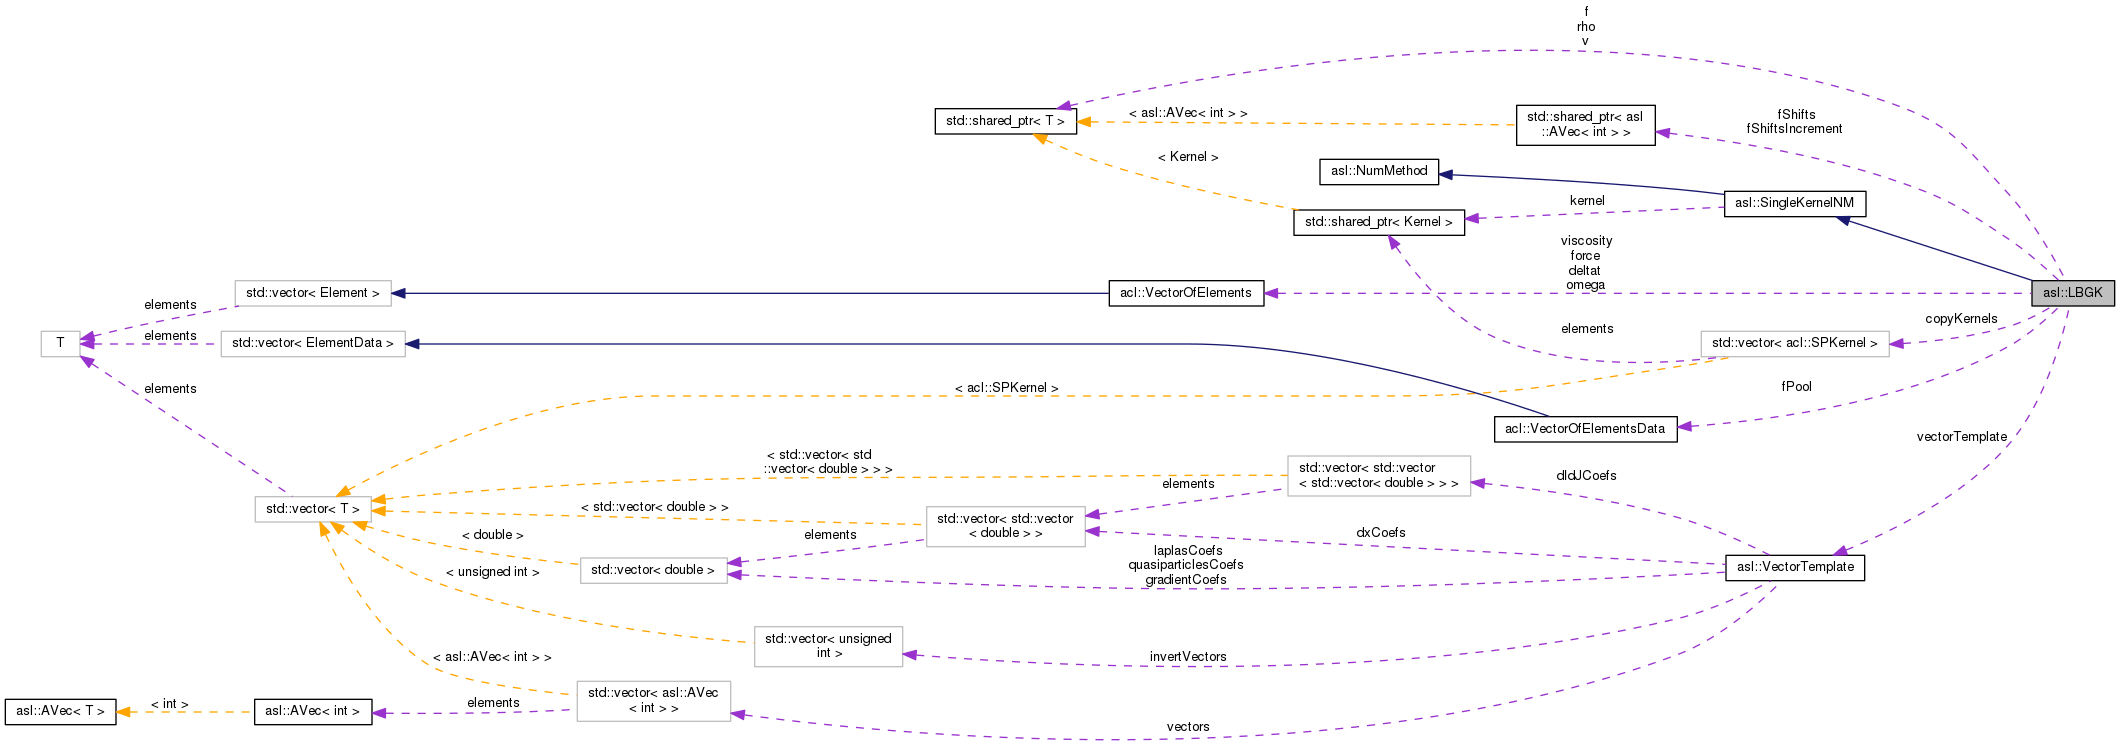 f
rho
v
< asl::AVec< int > >
std::shared_ptr< T >
std::shared_ptr< asl
::AVec< int > >
fShifts
fShiftsIncrement
< Kernel >
asl::NumMethod
kernel
asl::SingleKernelNM
std::shared_ptr< Kernel >
viscosity
force
deltat
omega
elements
std::vector< Element >
acl::VectorOfElements
asl::LBGK
copyKernels
elements
T
std::vector< ElementData >
elements
std::vector< acl::SPKernel >
elements
< acl::SPKernel >
fPool
acl::VectorOfElementsData
vectorTemplate
< std::vector< std
::vector< double > > >
std::vector< std::vector
< std::vector< double > > >
dIdJCoefs
elements
std::vector< T >
< std::vector< double > >
std::vector< std::vector
< double > >
dxCoefs
< double >
elements
laplasCoefs
quasiparticlesCoefs
gradientCoefs
< unsigned int >
std::vector< double >
asl::VectorTemplate
std::vector< unsigned
int >
invertVectors
< asl::AVec< int > >
std::vector< asl::AVec
< int > >
asl::AVec< T >
< int >
asl::AVec< int >
elements
vectors